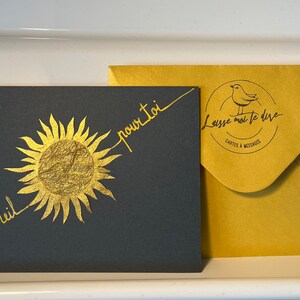 eil
pour toi
Laisse moi te dire
CARTES À MESSAGES